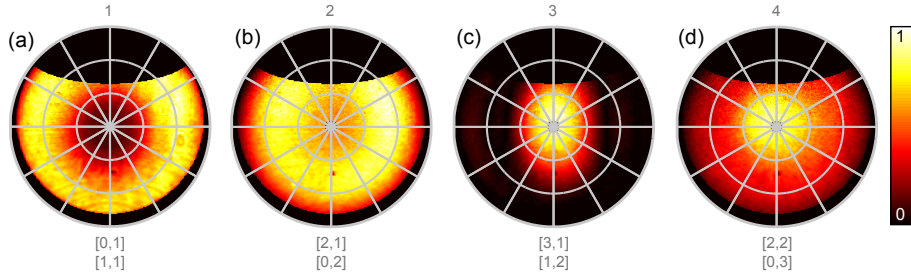 1 2 3 4
(a) (b) (c) (d)
1
0
[0,1] [2,1] [3,1] [2,2]
[1,1] [0,2] [1,2] [0,3]